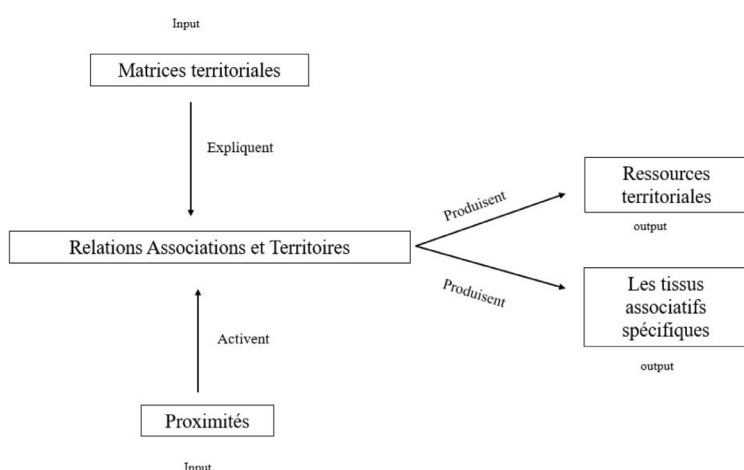 Input
Matrices territoriales
Expliquent
Ressources
territoriales
Produisent
output
Relations Associations et Territoires
Produisent
Les tissus
associatifs
spécifiques
output
Activent
Proximités
Input